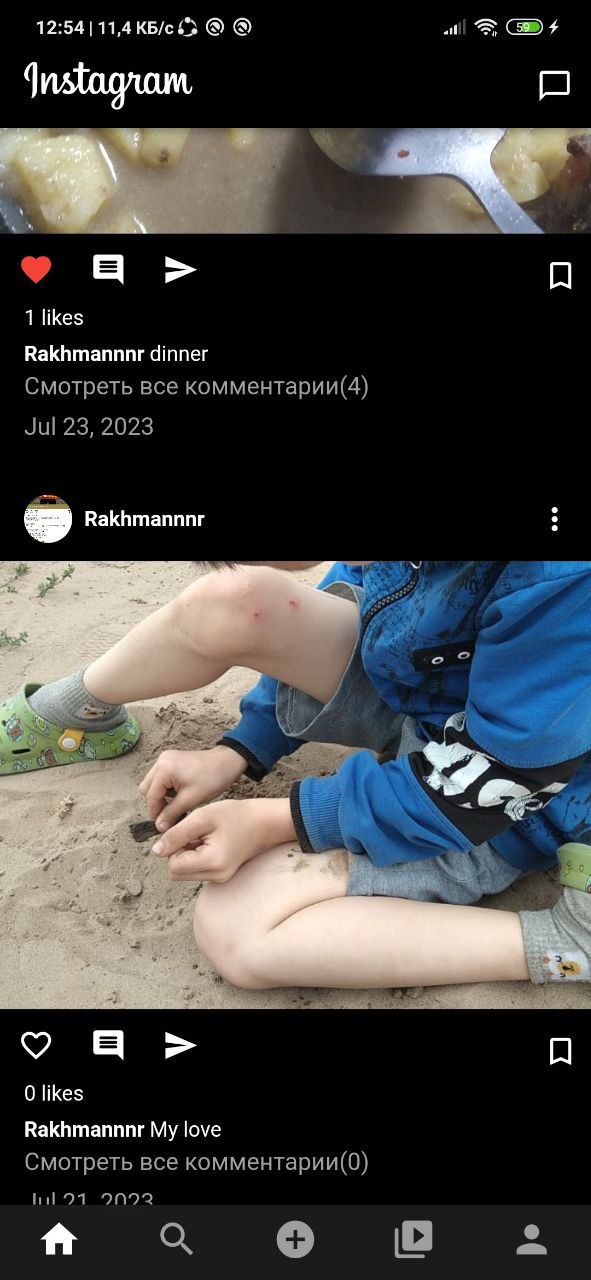 12:54 | 11,4 КБ/с
59
Instagram
1 likes
Rakhmannnr dinner
Смотреть все комментарии(4)
Jul 23, 2023
Rakhmannnr
0 likes
Rakhmannnr My love
Смотреть все комментарии(0)
Jul 21, 2023